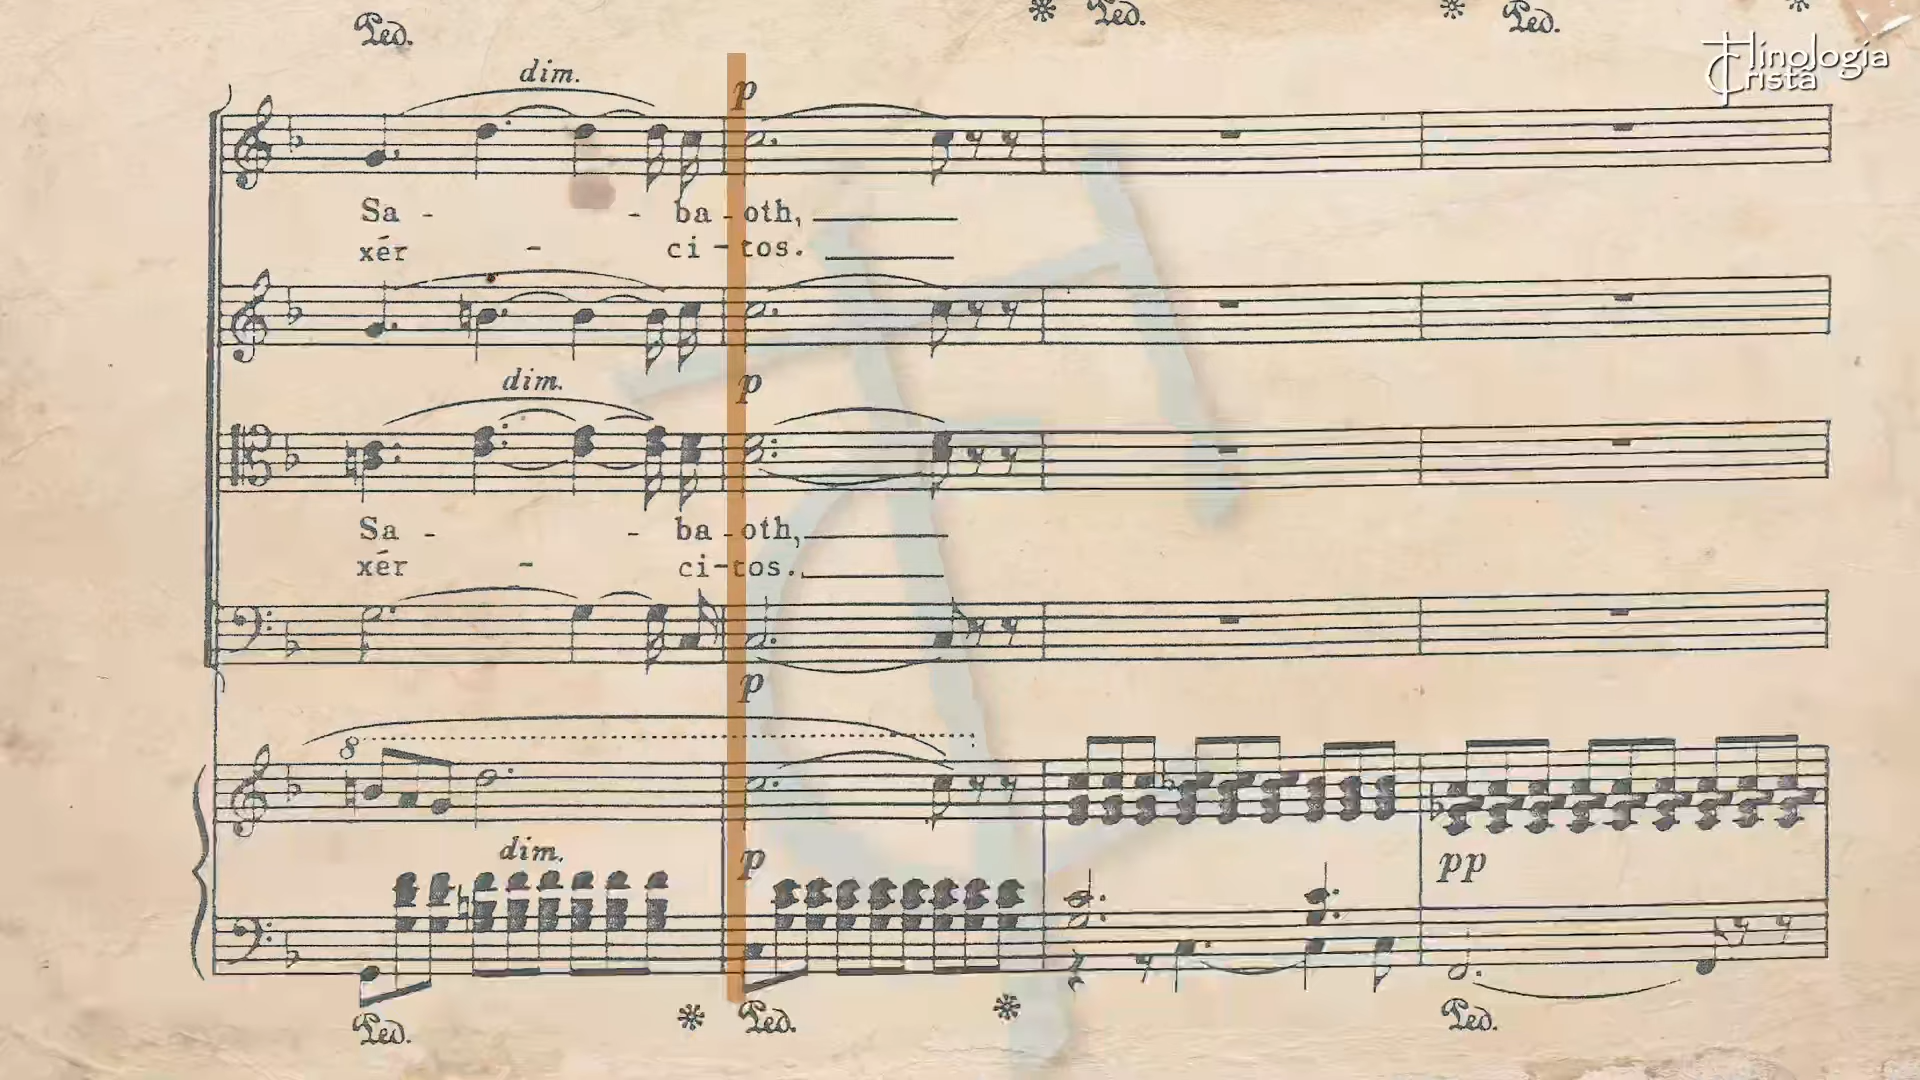 Ped. Ped. Ped.
Hinologia
Cristã
dim.
p
Sa - - ba - oth,
xér - ci - tos.
dim.
p
Sa - - ba - oth,
xér - ci - tos.
p
8
dim.
p
pp
Ped. Ped. Ped.